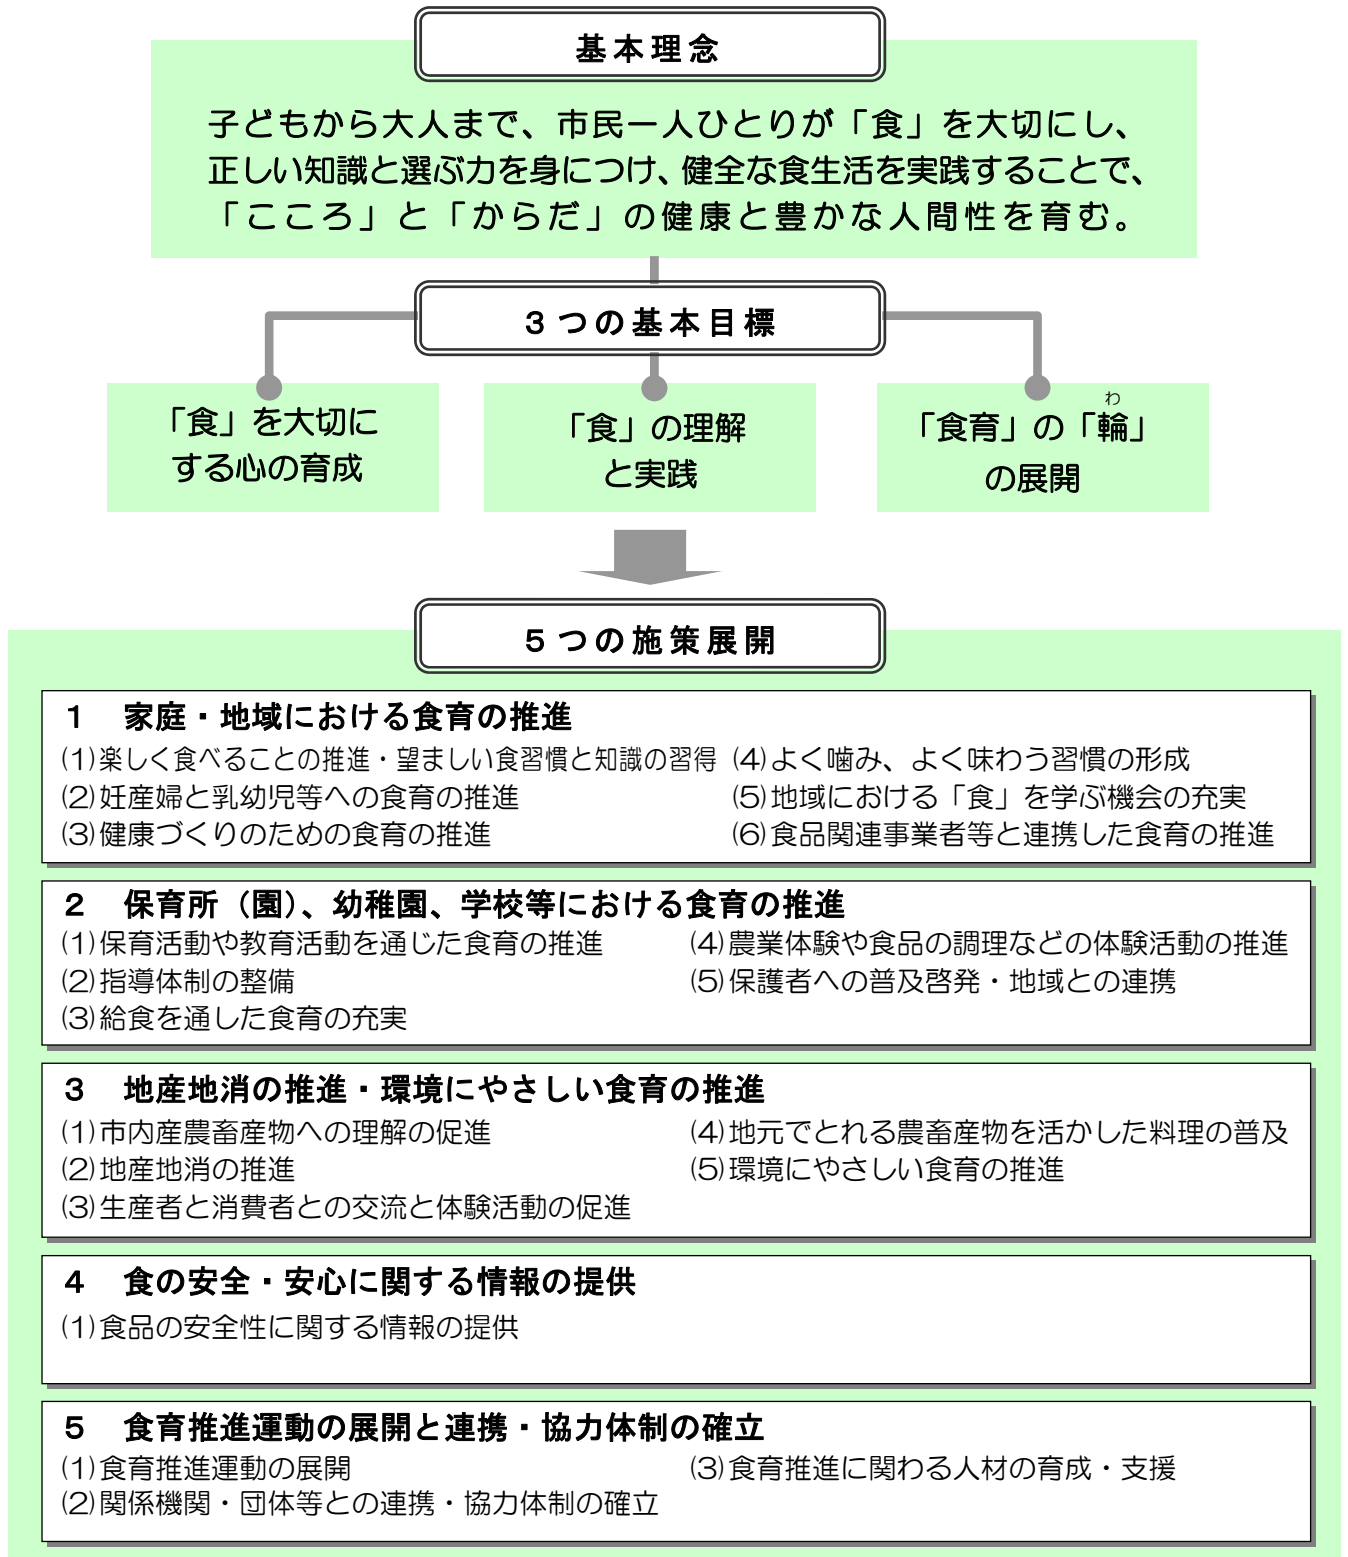 基本理念
子どもから大人まで、市民一人ひとりが「食」を大切にし、
正しい知識と選ぶ力を身につけ、健全な食生活を実践することで、
「こころ」と「からだ」の健康と豊かな人間性を育む。
３つの基本目標
「食」を大切に
する心の育成
「食」の理解
と実践
わ
「食育」の「輪」
の展開
５つの施策展開
１　家庭・地域における食育の推進
(1)楽しく食べることの推進・望ましい食習慣と知識の習得
(2)妊産婦と乳幼児等への食育の推進
(3)健康づくりのための食育の推進
(4)よく噛み、よく味わう習慣の形成
(5)地域における「食」を学ぶ機会の充実
(6)食品関連事業者等と連携した食育の推進
２　保育所（園）、幼稚園、学校等における食育の推進
(1)保育活動や教育活動を通じた食育の推進
(2)指導体制の整備
(3)給食を通した食育の充実
(4)農業体験や食品の調理などの体験活動の推進
(5)保護者への普及啓発・地域との連携
３　地産地消の推進・環境にやさしい食育の推進
(1)市内産農畜産物への理解の促進
(2)地産地消の推進
(3)生産者と消費者との交流と体験活動の促進
(4)地元でとれる農畜産物を活かした料理の普及
(5)環境にやさしい食育の推進
４　食の安全・安心に関する情報の提供
(1)食品の安全性に関する情報の提供
５　食育推進運動の展開と連携・協力体制の確立
(1)食育推進運動の展開
(2)関係機関・団体等との連携・協力体制の確立
(3)食育推進に関わる人材の育成・支援